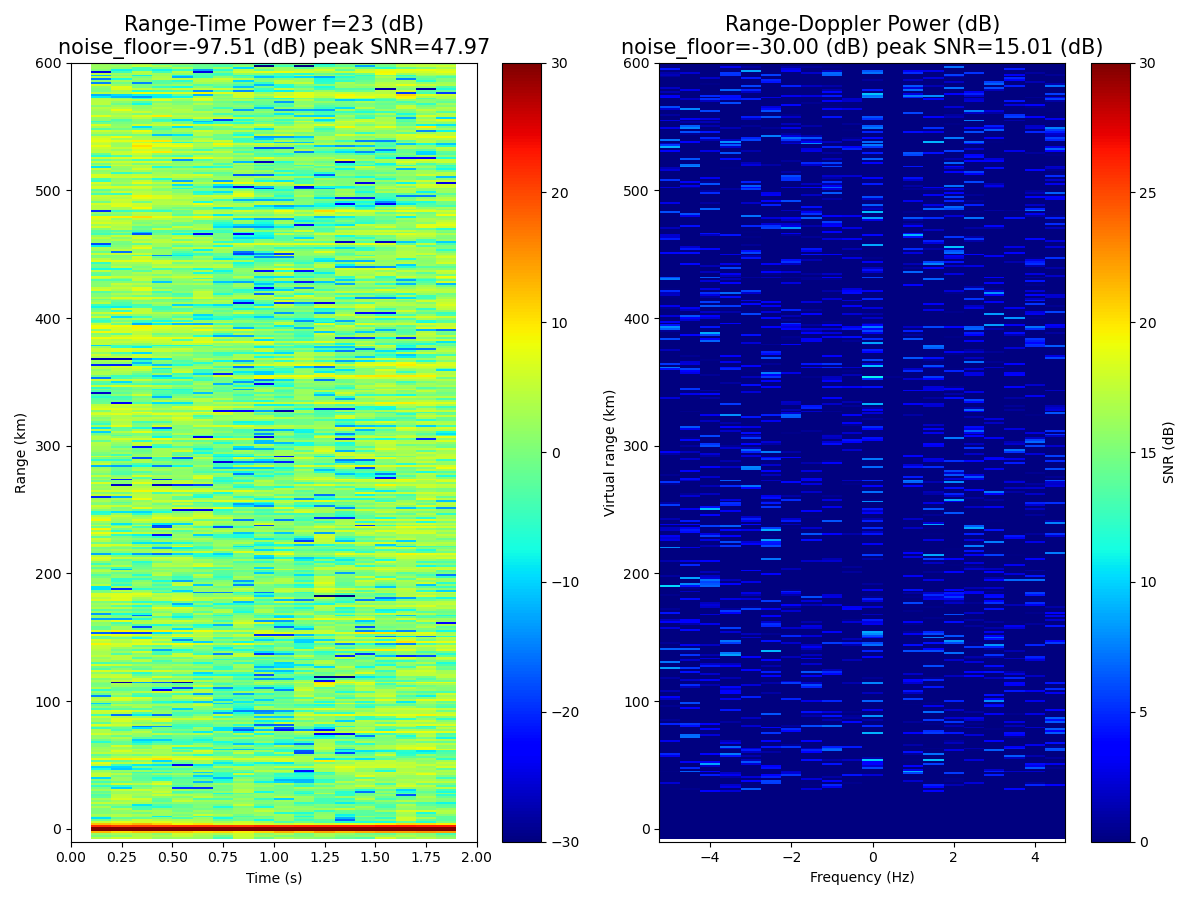 Range-Time Power f=23 (dB)
noise_floor=-97.51 (dB) peak SNR=47.97
Range-Doppler Power (dB)
noise_floor=-30.00 (dB) peak SNR=15.01 (dB)
600
500
400
300
200
100
0
Range (km)
0.00 0.25 0.50 0.75 1.00 1.25 1.50 1.75 2.00
Time (s)
30
20
10
0
−10
−20
−30
600
500
400
300
200
100
0
Virtual range (km)
−4 −2 0 2 4
Frequency (Hz)
30
25
20
15
10
5
0
SNR (dB)